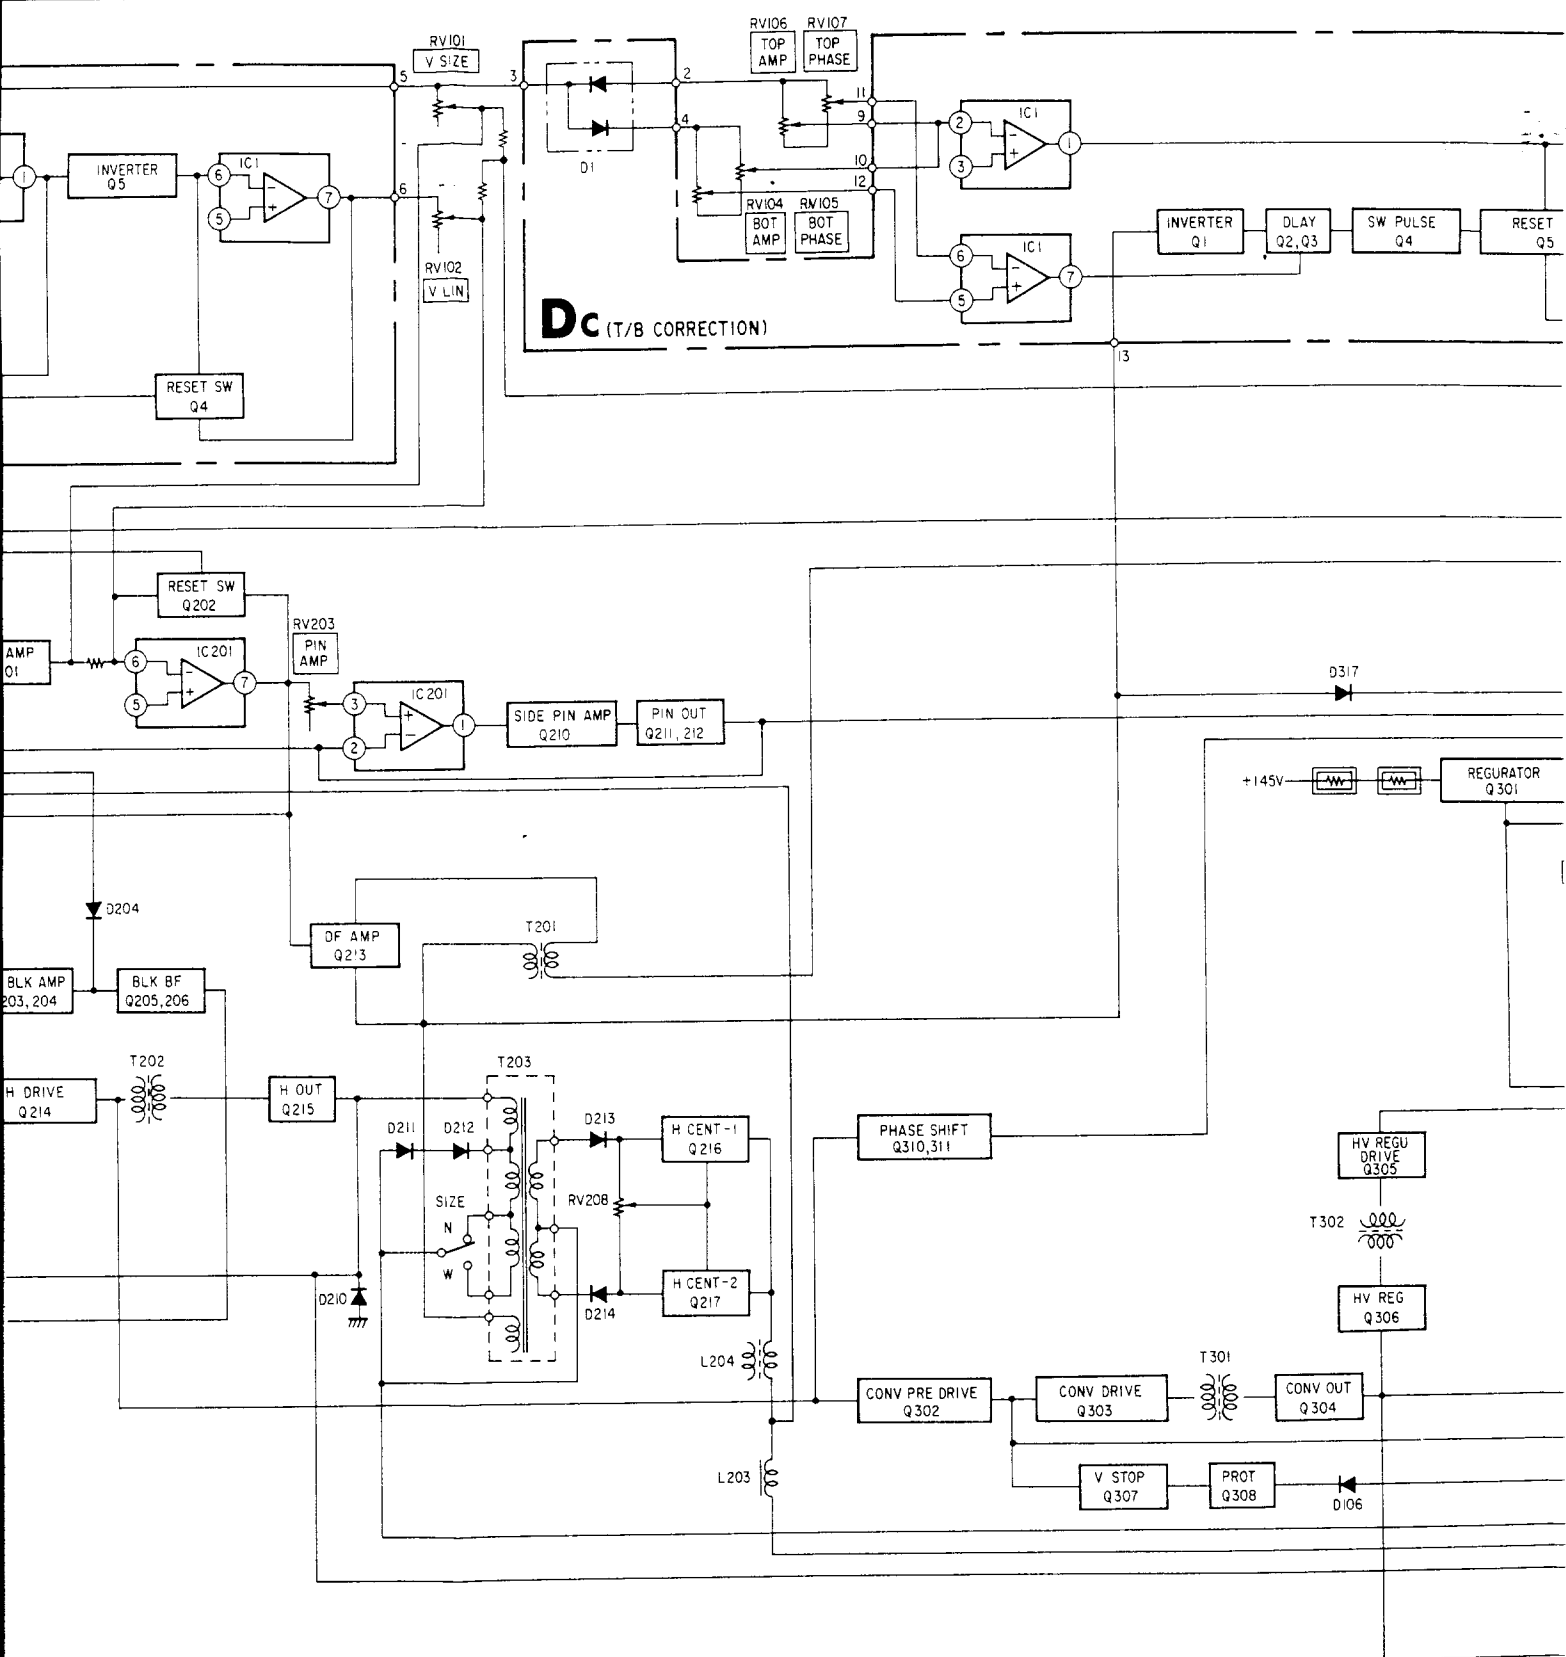 RV101
V SIZE
5
3
RV106 RV107
TOP AMP
TOP PHASE
2
4
D1
11
9
10
12
RV104 RV105
BOT AMP
BOT PHASE
IC1
2
3
1
-
+
IC1
6
5
7
-
+
1
INVERTER
Q5
IC1
6
5
7
-
+
6
RV102
V LIN
RESET SW
Q4
Dc (T/B CORRECTION)
INVERTER
Q1
DLAY
Q2,Q3
SW PULSE
Q4
RESET
Q5
13
RESET SW
Q202
AMP
01
IC201
6
5
7
-
+
RV203
PIN
AMP
IC201
3
2
1
+
-
SIDE PIN AMP
Q210
PIN OUT
Q211,212
D317
+145V
REGURATOR
Q301
D204
BLK AMP
203,204
BLK BF
Q205,206
DF AMP
Q213
T201
H DRIVE
Q214
T202
H OUT
Q215
T203
D211
D212
SIZE
N
W
D210
D213
RV208
D214
H CENT-1
Q216
H CENT-2
Q217
L204
L203
PHASE SHIFT
Q310,311
HV REGU
DRIVE
Q305
T302
HV REG
Q306
CONV PRE DRIVE
Q302
CONV DRIVE
Q303
T301
CONV OUT
Q304
V STOP
Q307
PROT
Q308
D106